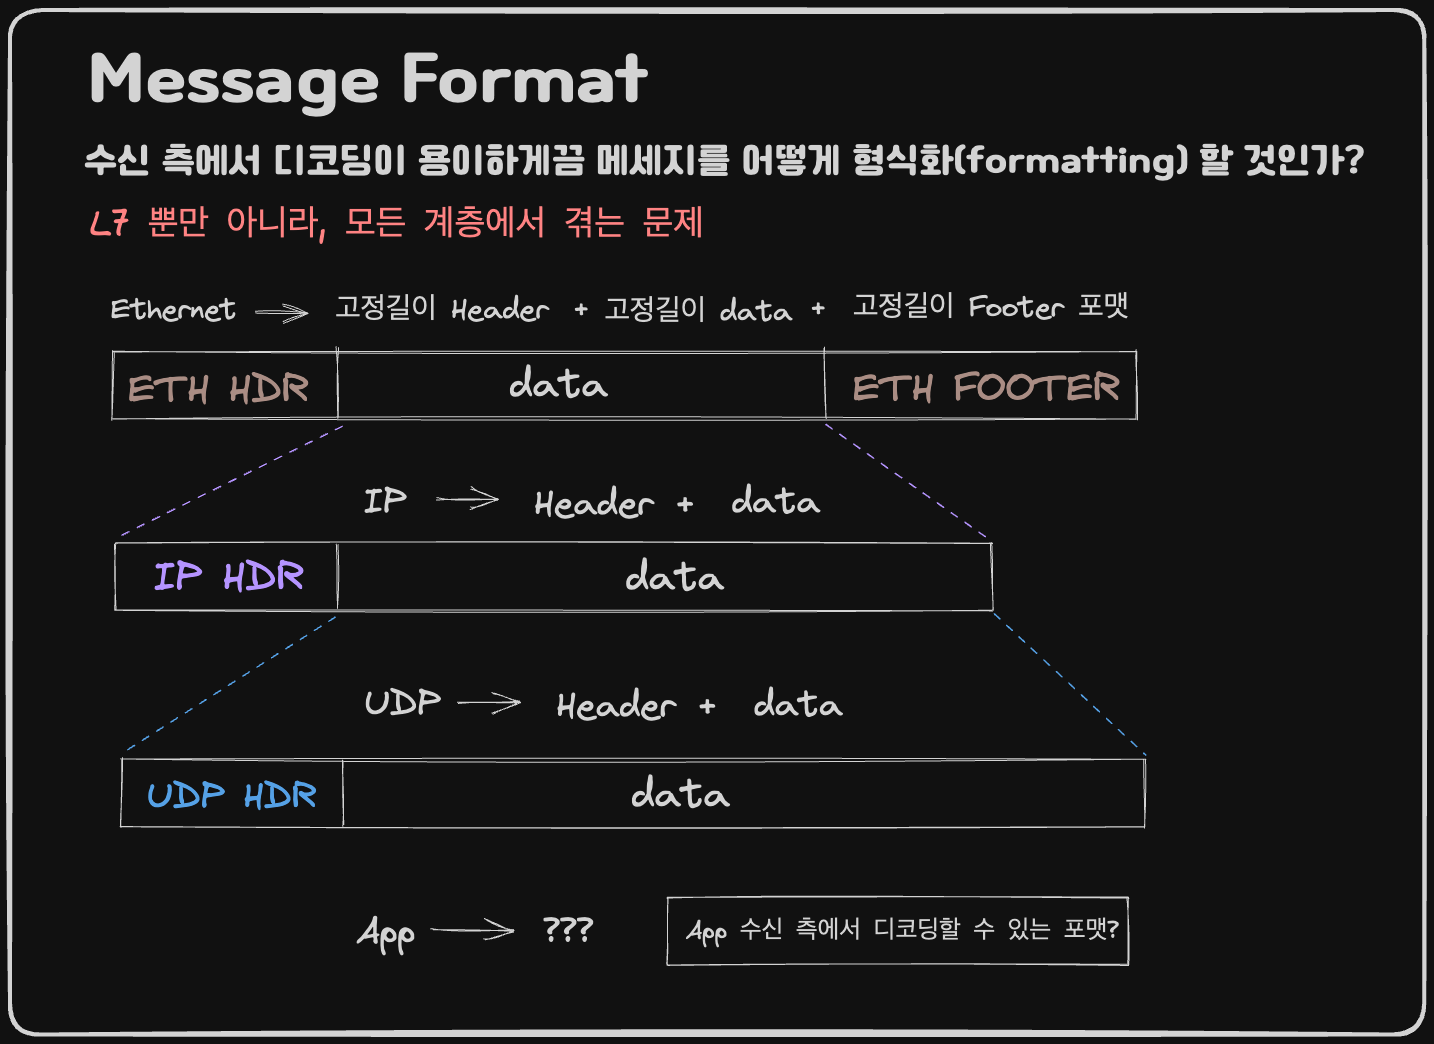 Message Format
수신 측에서 디코딩이 용이하게끔 메세지를 어떻게 형식화(formatting) 할 것인가?
L7 뿐만 아니라, 모든 계층에서 겪는 문제
Ethernet → 고정길이 Header + 고정길이 data + 고정길이 Footer 포맷
ETH HDR data ETH FOOTER
IP → Header + data
IP HDR data
UDP → Header + data
UDP HDR data
App → ???
App 수신 측에서 디코딩할 수 있는 포맷?